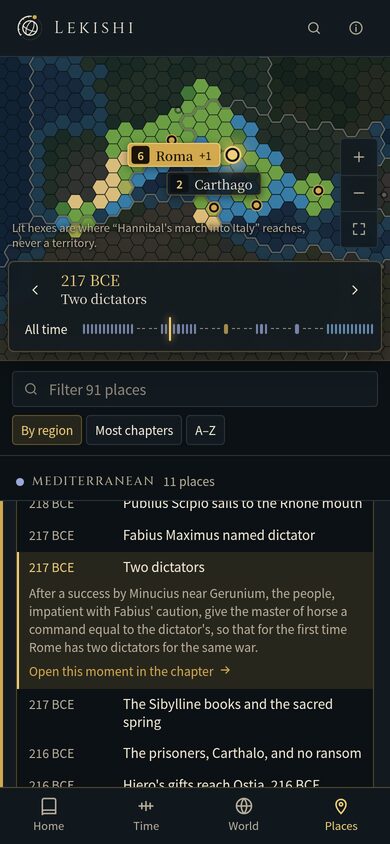 LEKISHI
6 Roma +1
2 Carthago
Lit hexes are where “Hannibal's march into Italy” reaches,
never a territory.
217 BCE
Two dictators
All time
Filter 91 places
By region
Most chapters
A–Z
MEDITERRANEAN 11 places
218 BCE Publius Scipio sails to the Rhone mouth
217 BCE Fabius Maximus named dictator
217 BCE Two dictators
After a success by Minucius near Gerunium, the people,
impatient with Fabius' caution, give the master of horse a
command equal to the dictator's, so that for the first time
Rome has two dictators for the same war.
Open this moment in the chapter →
217 BCE The Sibylline books and the sacred
spring
216 BCE The prisoners, Carthalo, and no ransom
216 BCE Hiero's gifts reach Ostia, 216 BCE
Home
Time
World
Places